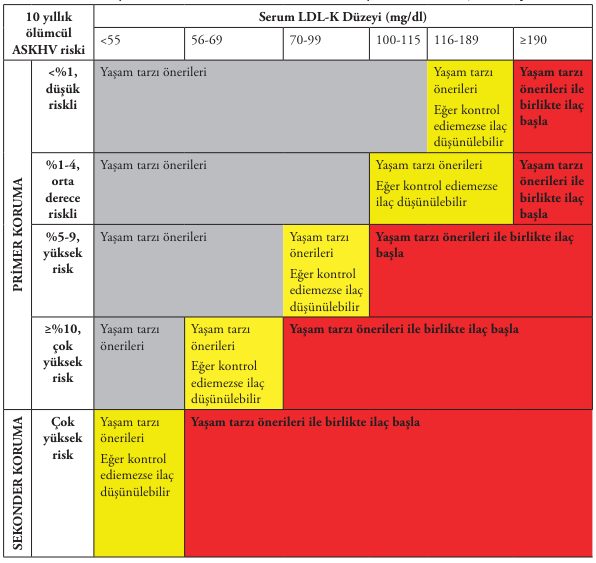 10 yıllık
ölümcül
ASKHV riski
Serum LDL-K Düzeyi (mg/dl)
<55
56-69
70-99
100-115
116-189
≥190
PRİMER KORUMA
<%1,
düşük
riskli
Yaşam tarzı önerileri
Yaşam tarzı
önerileri
Eğer kontrol
ediemezse ilaç
düşünülebilir
Yaşam tarzı
önerileri ile
birlikte ilaç
başla
%1-4,
orta
derece
riskli
Yaşam tarzı önerileri
Yaşam tarzı önerileri
Eğer kontrol ediemezse
ilaç düşünülebilir
Yaşam tarzı
önerileri ile
birlikte ilaç
başla
%5-9,
yüksek
risk
Yaşam tarzı önerileri
Yaşam tarzı
önerileri
Eğer kontrol
ediemezse ilaç
düşünülebilir
Yaşam tarzı önerileri ile birlikte ilaç
başla
≥%10,
çok
yüksek
risk
Yaşam tarzı
önerileri
Yaşam tarzı
önerileri
Eğer kontrol
ediemezse ilaç
düşünülebilir
Yaşam tarzı önerileri ile birlikte ilaç başla
SEKONDER KORUMA
Çok
yüksek
risk
Yaşam tarzı
önerileri
Eğer kontrol
ediemezse ilaç
düşünülebilir
Yaşam tarzı önerileri ile birlikte ilaç başla